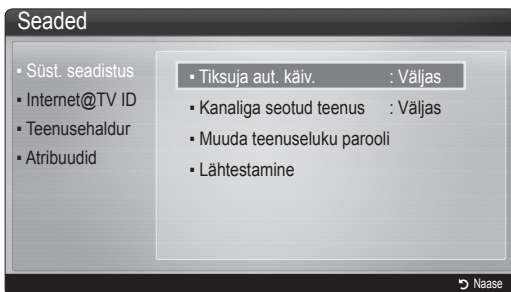 Seaded
▪ Süst. seadistus
▪ Internet@TV ID
▪ Teenusehaldur
▪ Atribuudid
▪ Tiksuja aut. käiv. : Väljas
▪ Kanaliga seotud teenus : Väljas
▪ Muuda teenuseluku parooli
▪ Lähtestamine
Naase